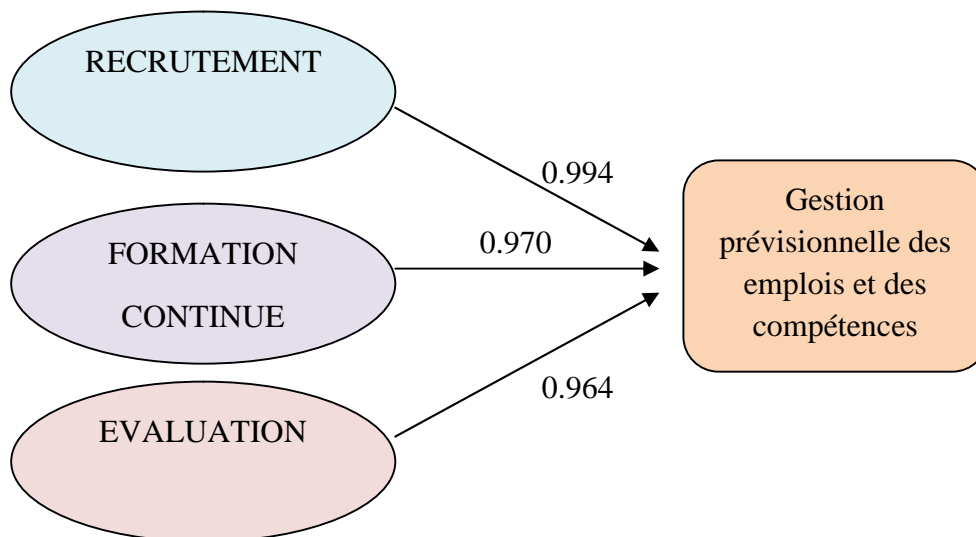 RECRUTEMENT
0.994
FORMATION
CONTINUE
0.970
EVALUATION
0.964
Gestion
prévisionnelle des
emplois et des
compétences